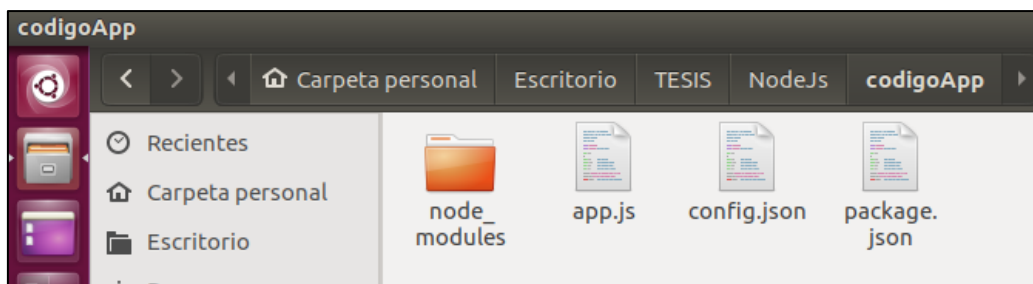 codigoApp
Carpeta personal Escritorio TESIS NodeJs codigoApp
Recientes
Carpeta personal
Escritorio
node_
modules
app.js
config.json
package.
json